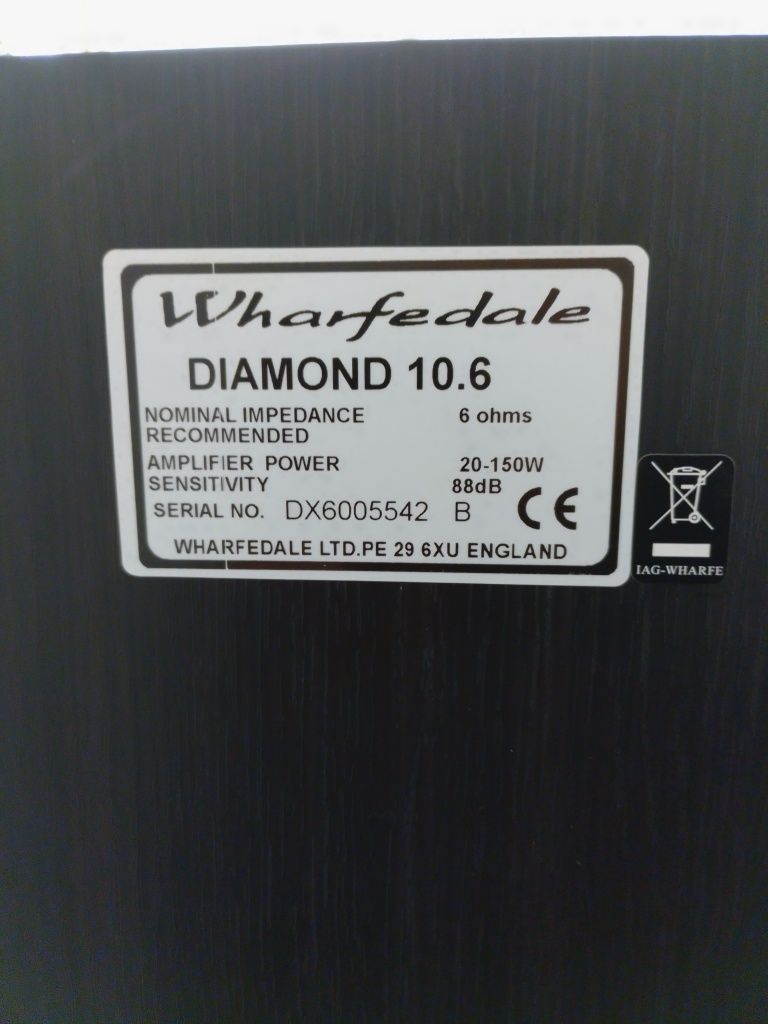 Wharfedale
DIAMOND 10.6
NOMINAL IMPEDANCE 6 ohms
RECOMMENDED
AMPLIFIER POWER 20-150W
SENSITIVITY 88dB
SERIAL NO. DX6005542 B CE
WHARFEDALE LTD.PE 29 6XU ENGLAND
IAG-WHARFE